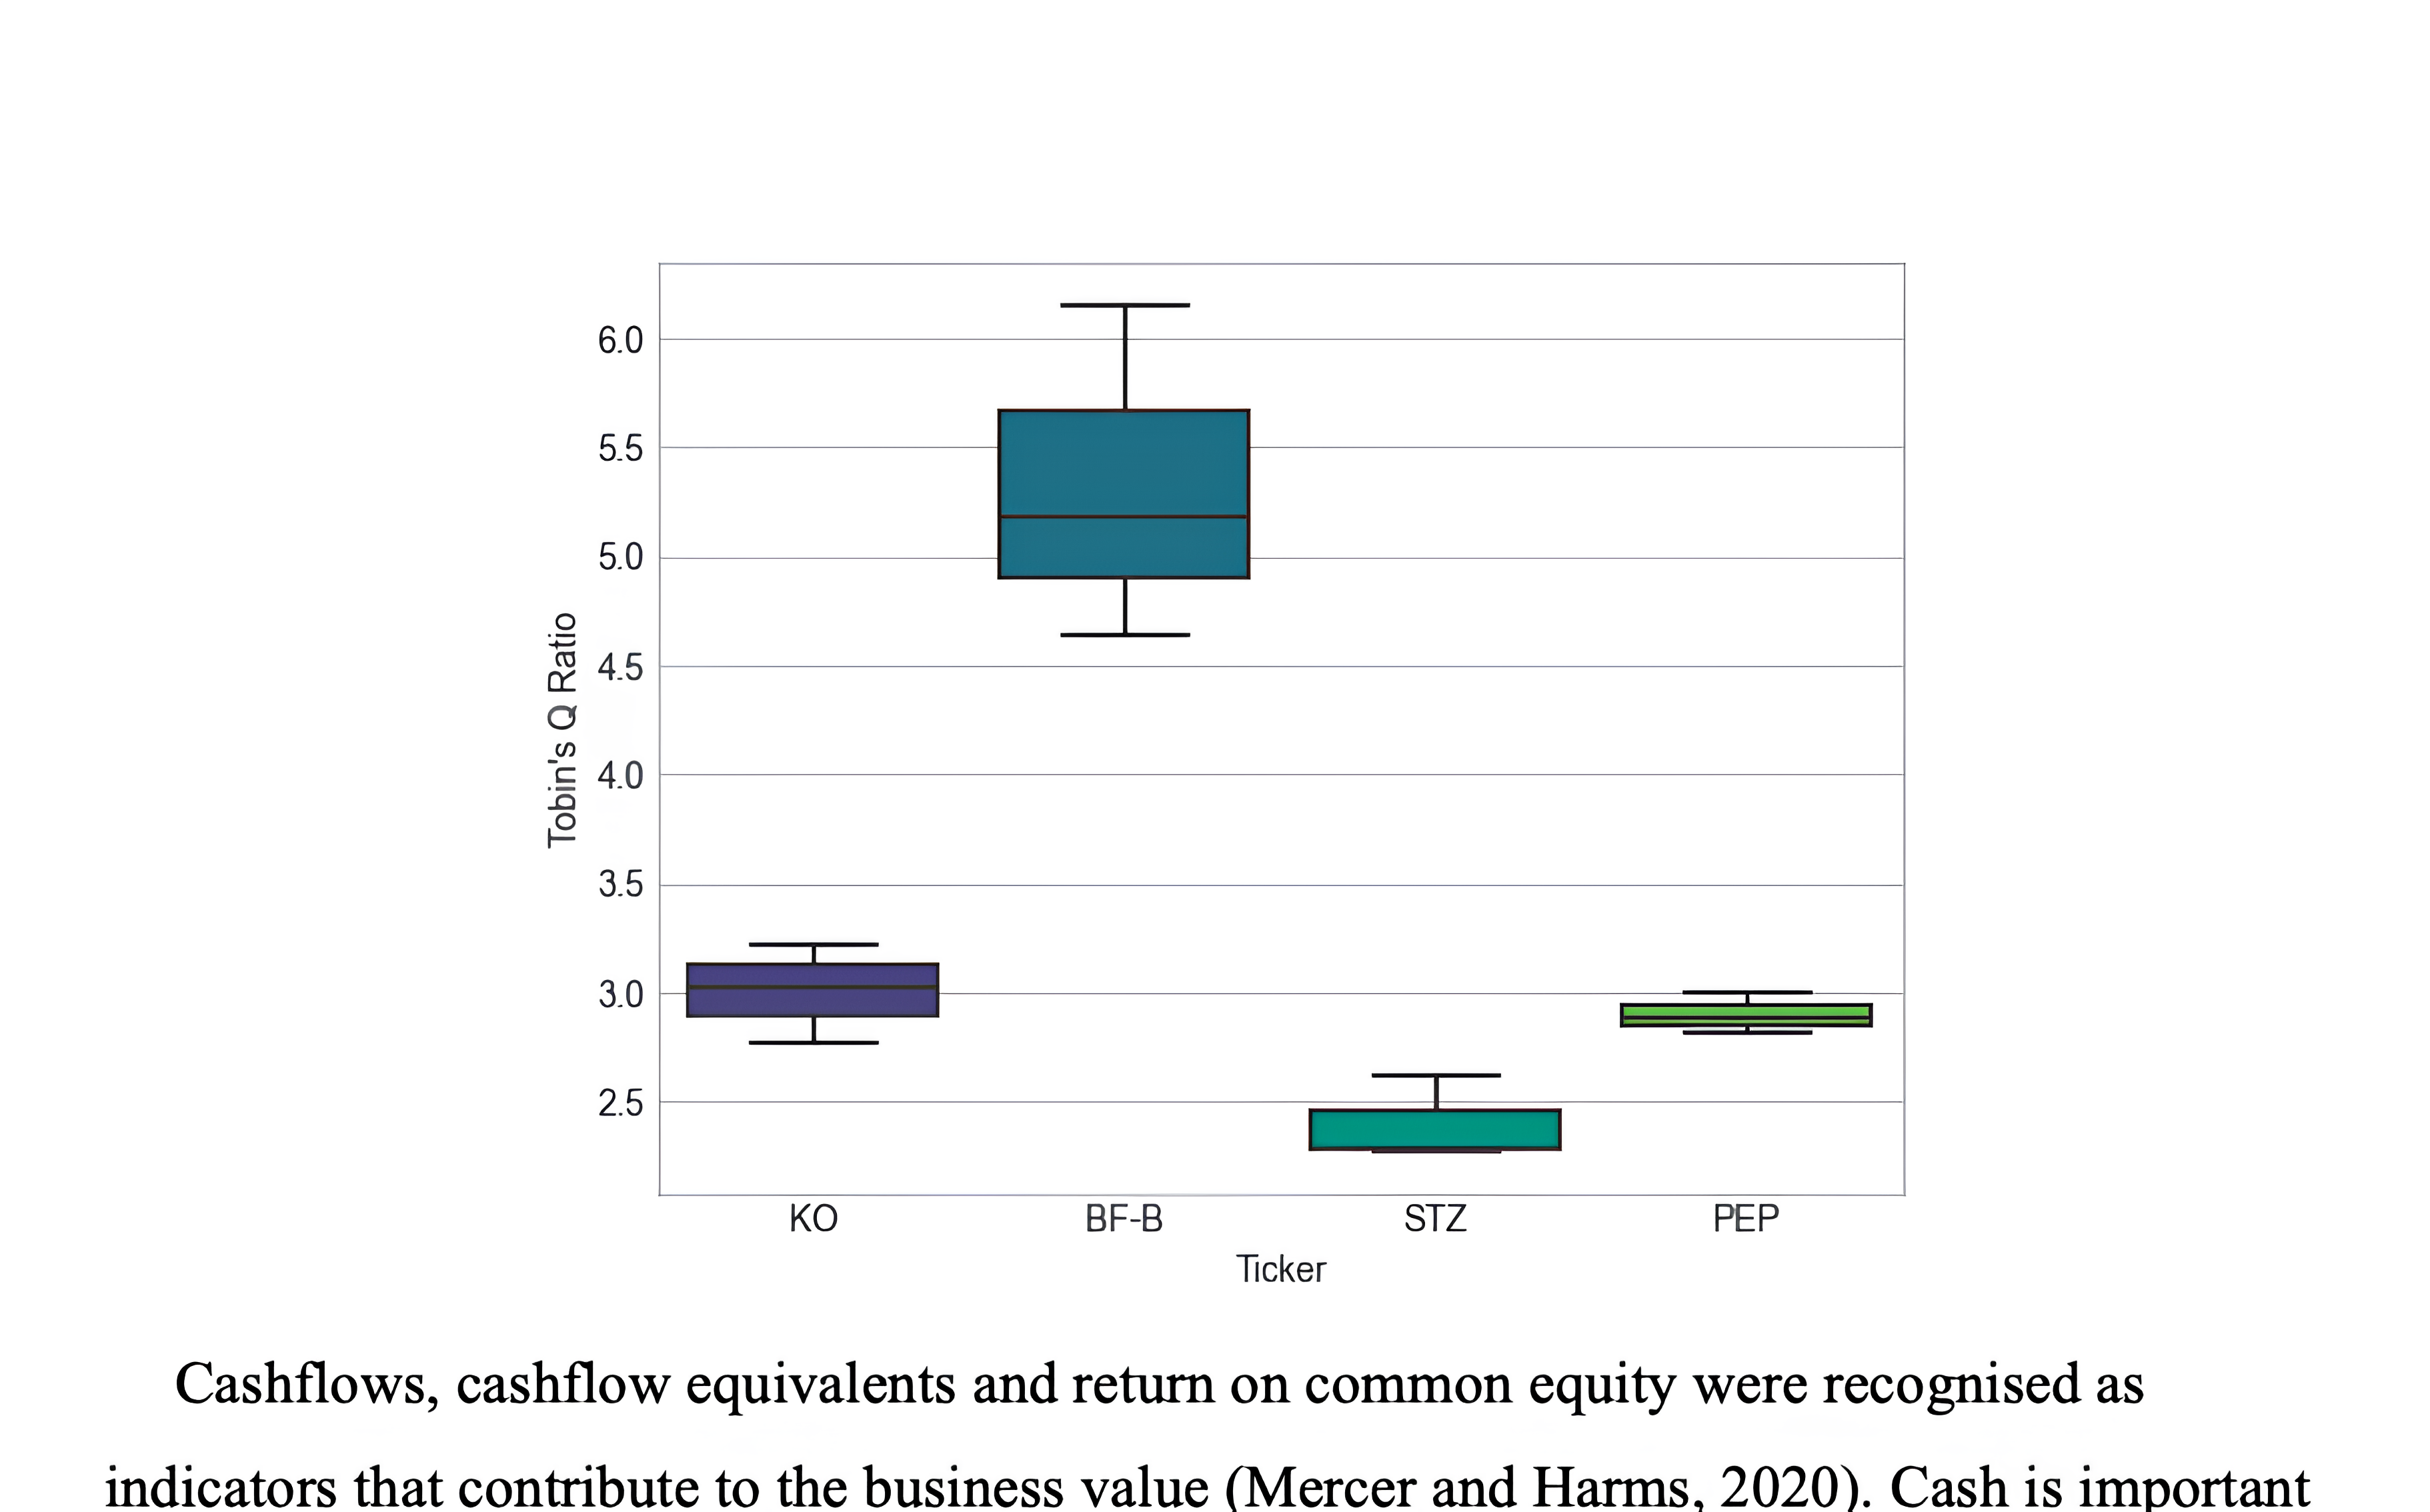 6.0
5.5
5.0
4.5
4.0
3.5
3.0
2.5
Tobin's Q Ratio
KO BF-B STZ PEP
Ticker
Cashflows, cashflow equivalents and return on common equity were recognised as
indicators that contribute to the business value (Mercer and Harms, 2020). Cash is important